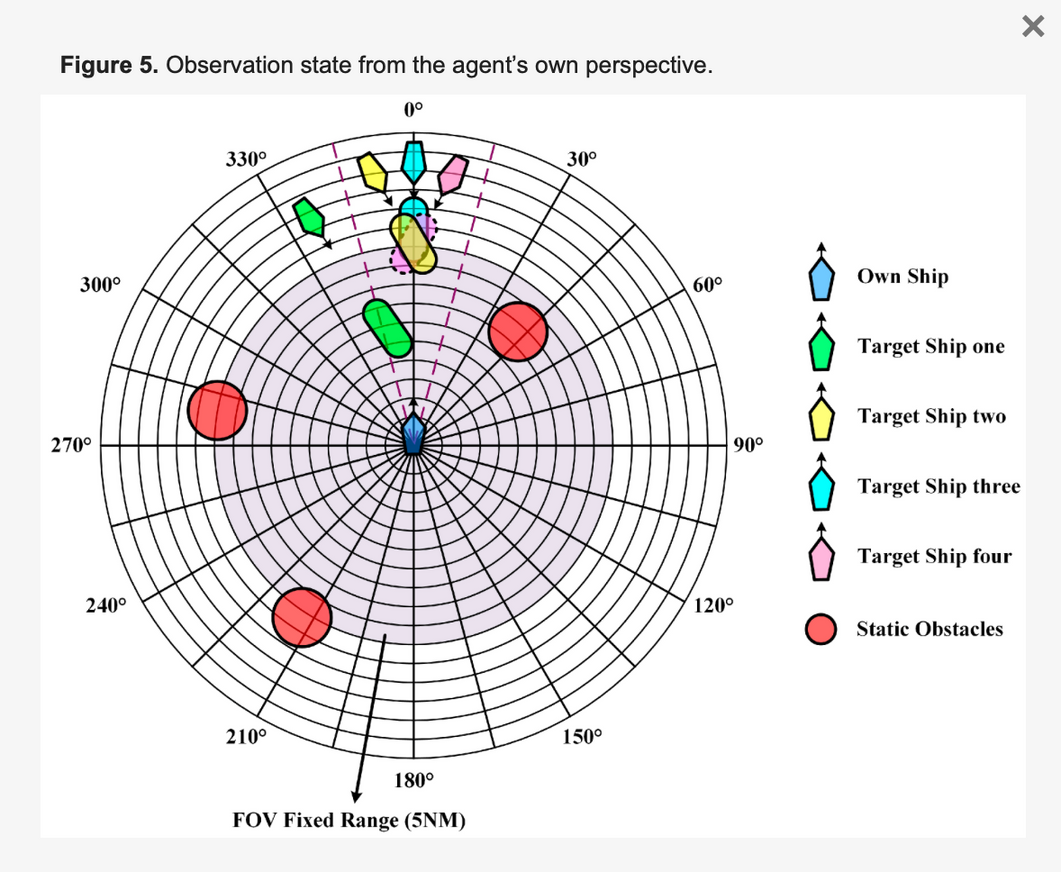 Figure 5. Observation state from the agent's own perspective.
0°
330°
30°
300°
60°
270°
90°
240°
120°
210°
150°
180°
FOV Fixed Range (5NM)
Own Ship
Target Ship one
Target Ship two
Target Ship three
Target Ship four
Static Obstacles